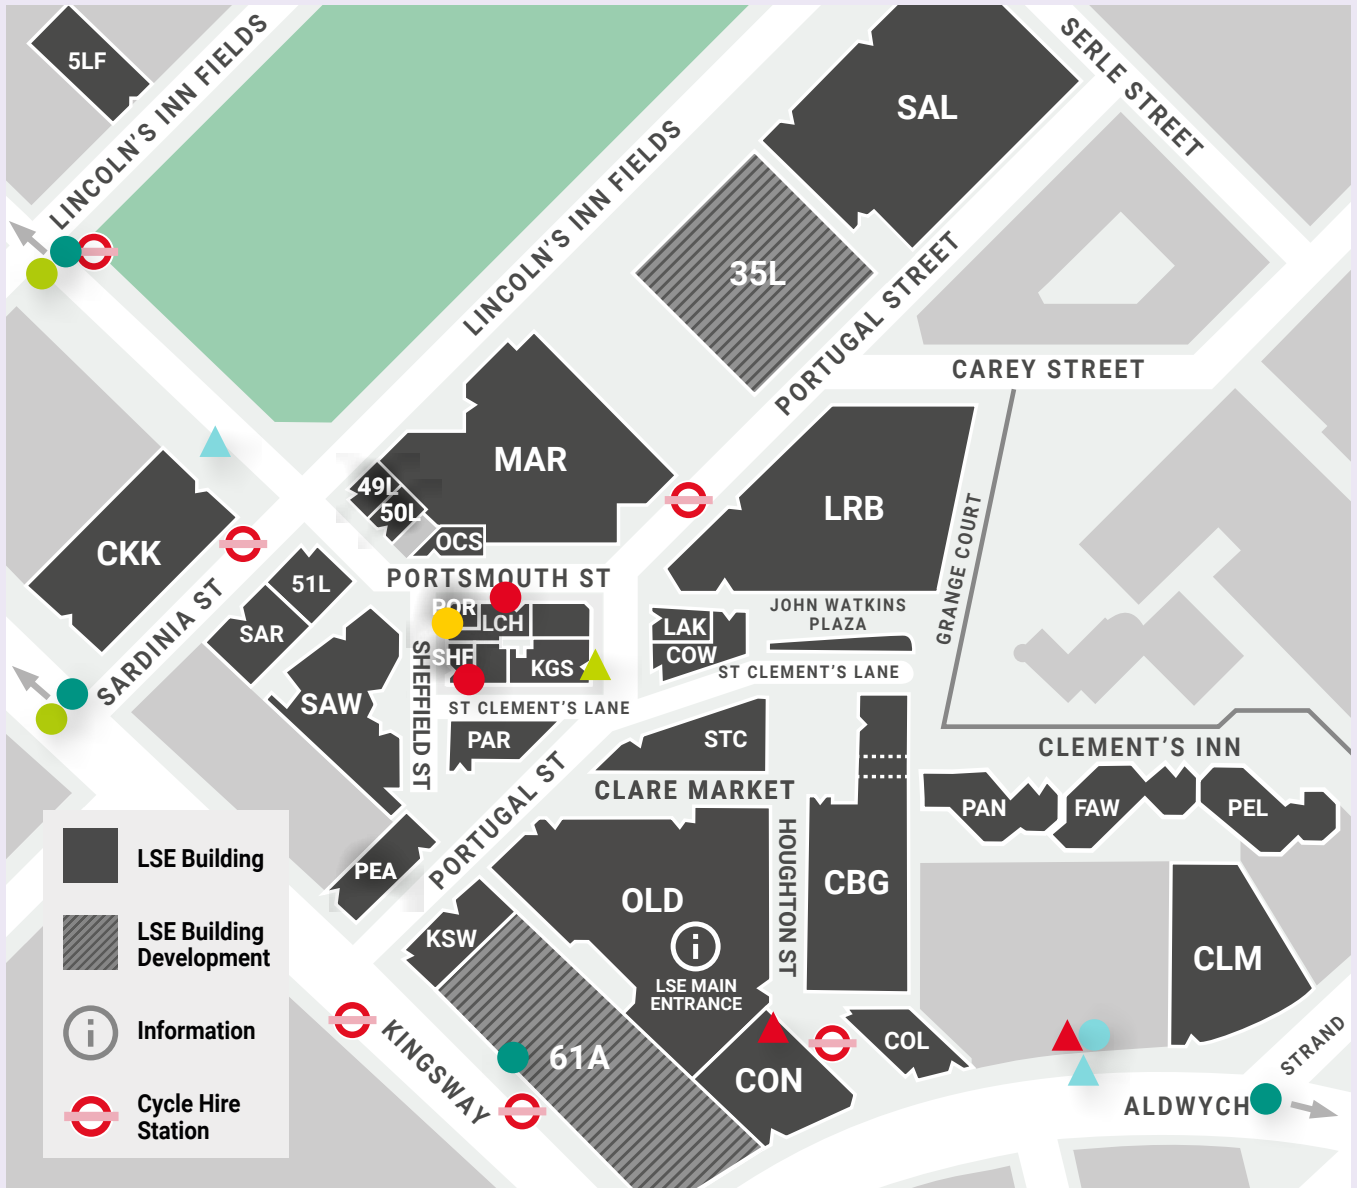 5LF
LINCOLN'S INN FIELDS
SERLE STREET
SAL
LINCOLN'S INN FIELDS
35L
PORTUGAL STREET
CAREY STREET
MAR
49L
50L
OCS
LRB
GRANGE COURT
CKK
SARDINIA ST
51L
SAR
PORTSMOUTH ST
POR
LCH
SHF
KGS
LAK
COW
JOHN WATKINS
PLAZA
ST CLEMENT'S LANE
SAW
SHEFFIELD ST
ST CLEMENT'S LANE
PAR
STC
CLEMENT'S INN
CLARE MARKET
PAN
FAW
PEL
PORTUGAL ST
HOUGHTON ST
PEA
OLD
CBG
KSW
LSE MAIN
ENTRANCE
CLM
61A
KINGSWAY
CON
COL
STRAND
ALDWYCH
LSE Building
LSE Building
Development
Information
Cycle Hire
Station